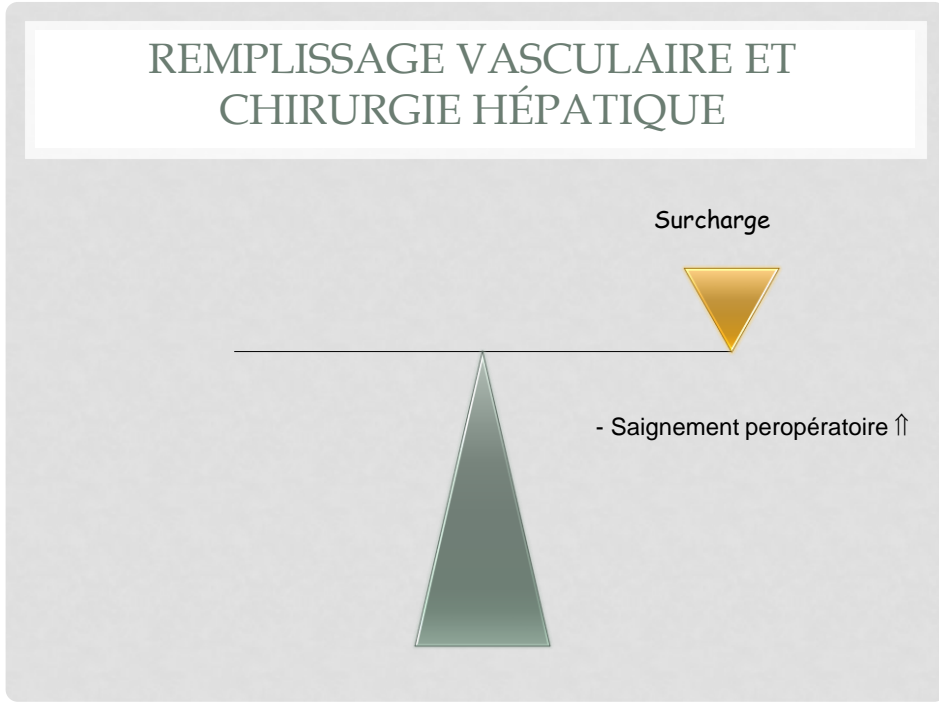 REMPLISSAGE VASCULAIRE ET
CHIRURGIE HÉPATIQUE
Surcharge
- Saignement peropératoire ⇑